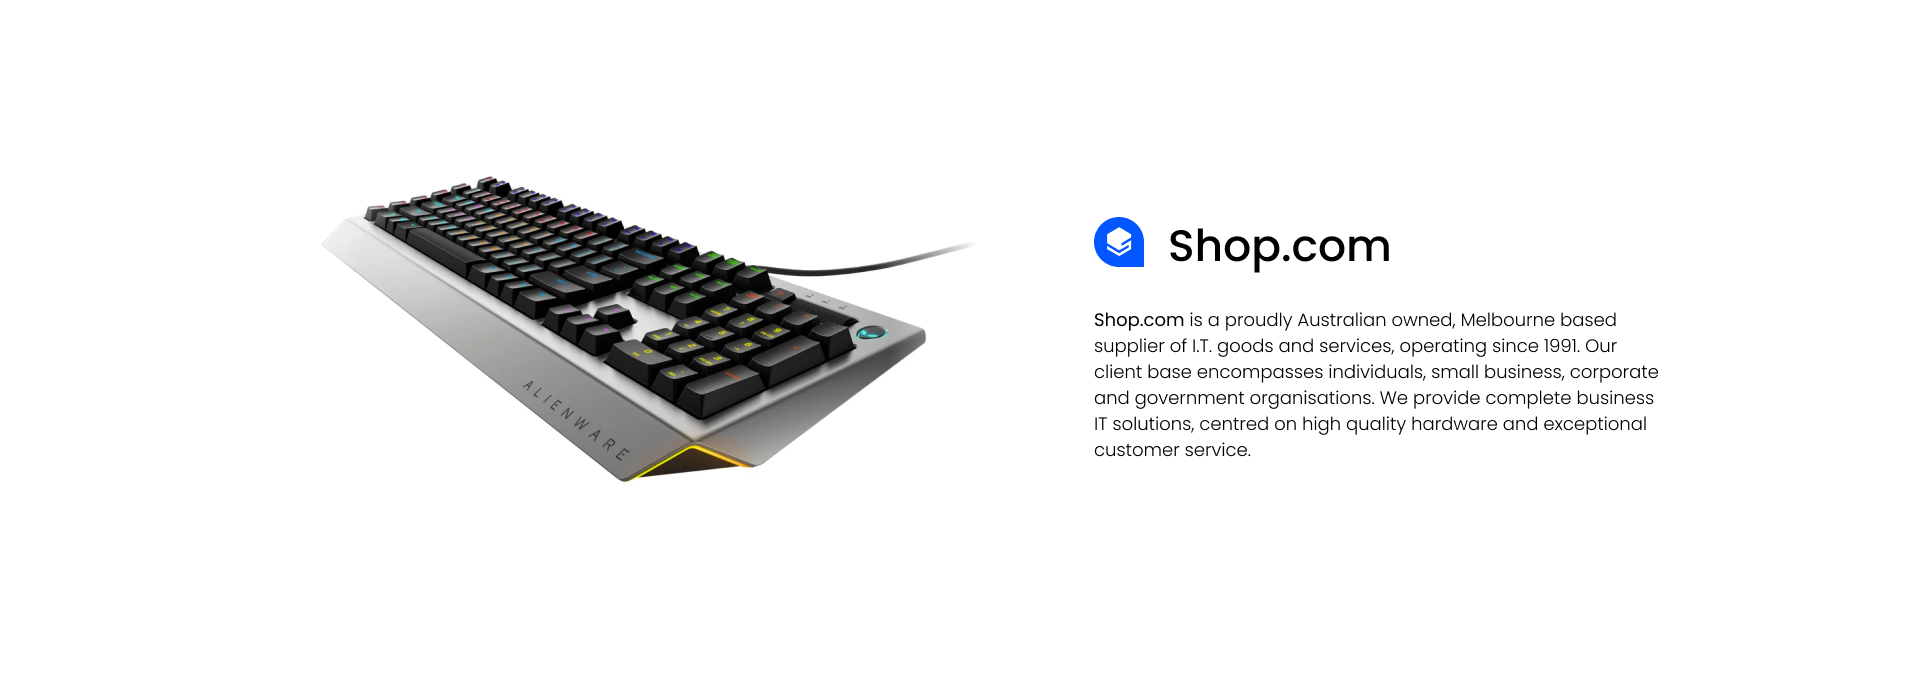 Shop.com
Shop.com is a proudly Australian owned, Melbourne based
supplier of I.T. goods and services, operating since 1991. Our
client base encompasses individuals, small business, corporate
and government organisations. We provide complete business
IT solutions, centred on high quality hardware and exceptional
customer service.
ALIENWARE